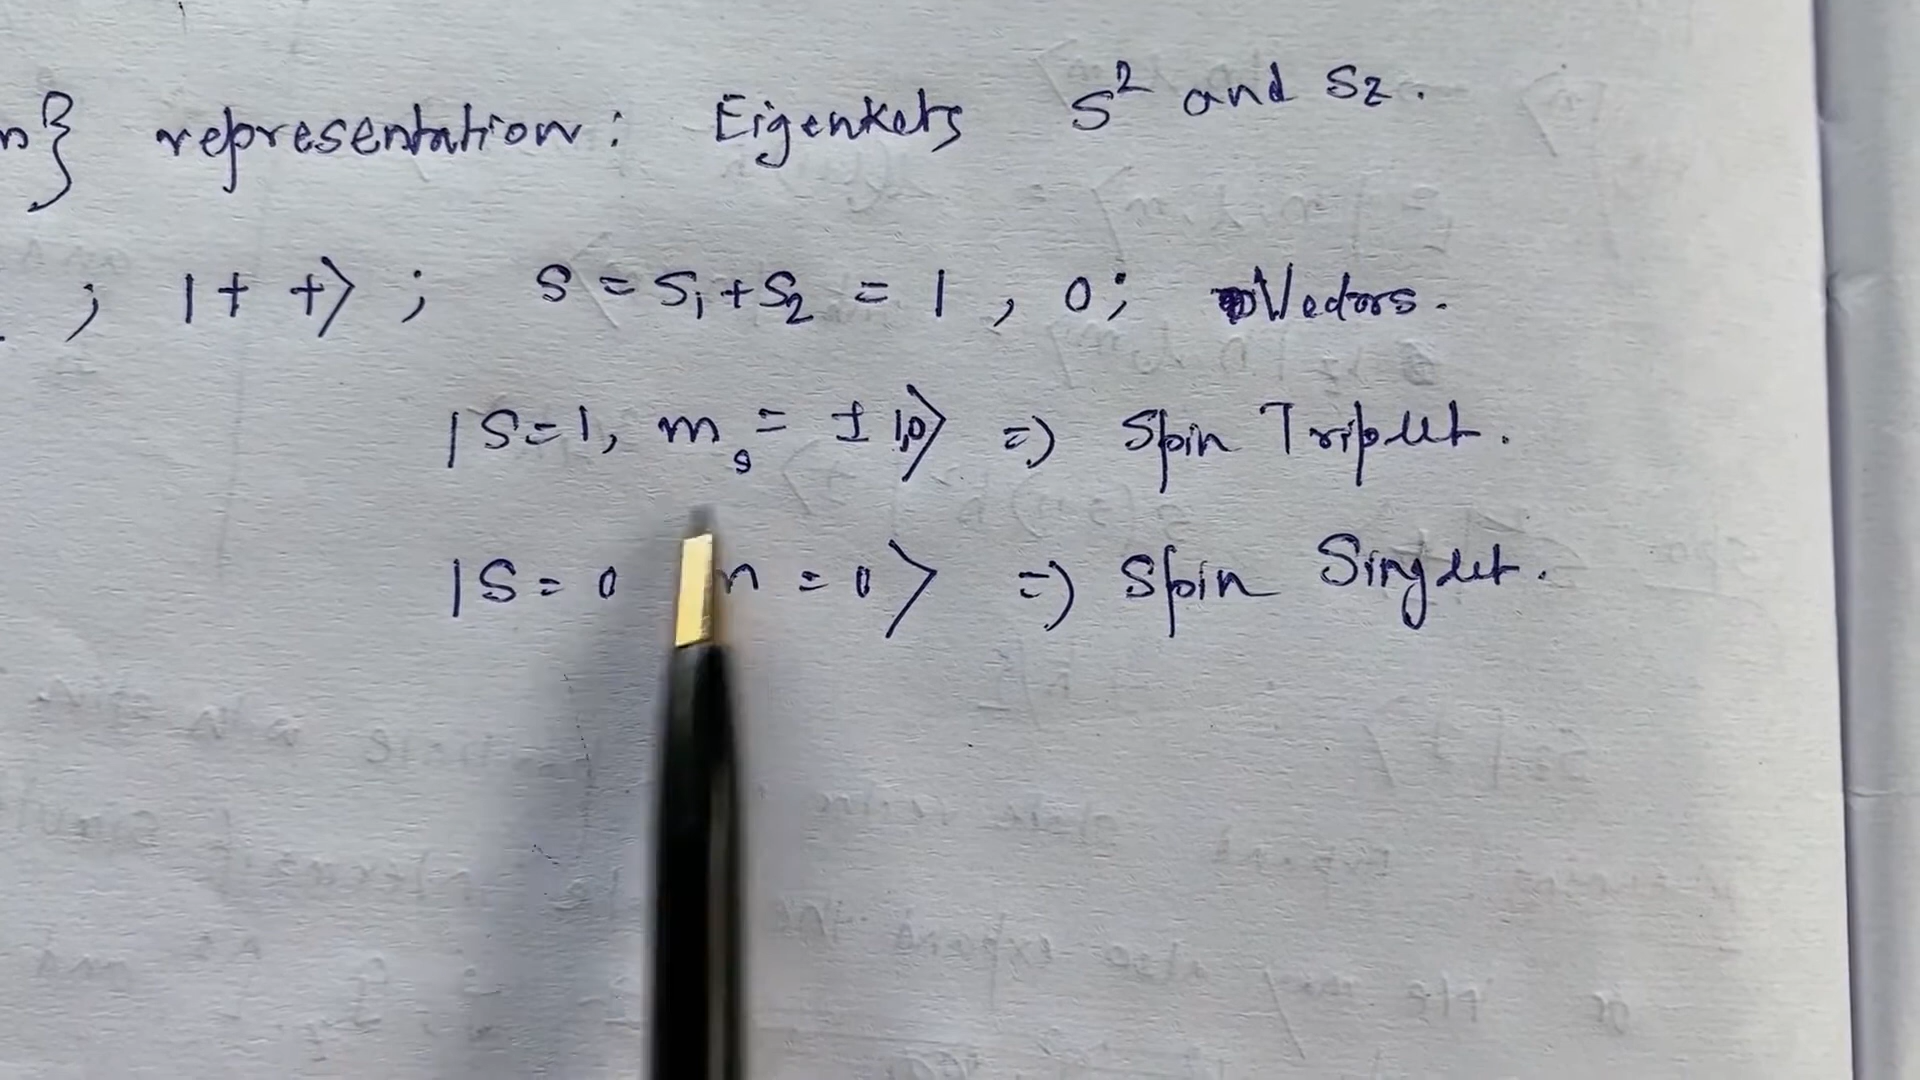 n} representation: Eigenkets S² and Sz.
; |+ +⟩ ; S = S₁+S₂ = 1 , 0; Vectors.
|S=1, mₛ = ±1,0⟩ => Spin Triplet.
|S=0 m = 0⟩ => Spin Singlet.